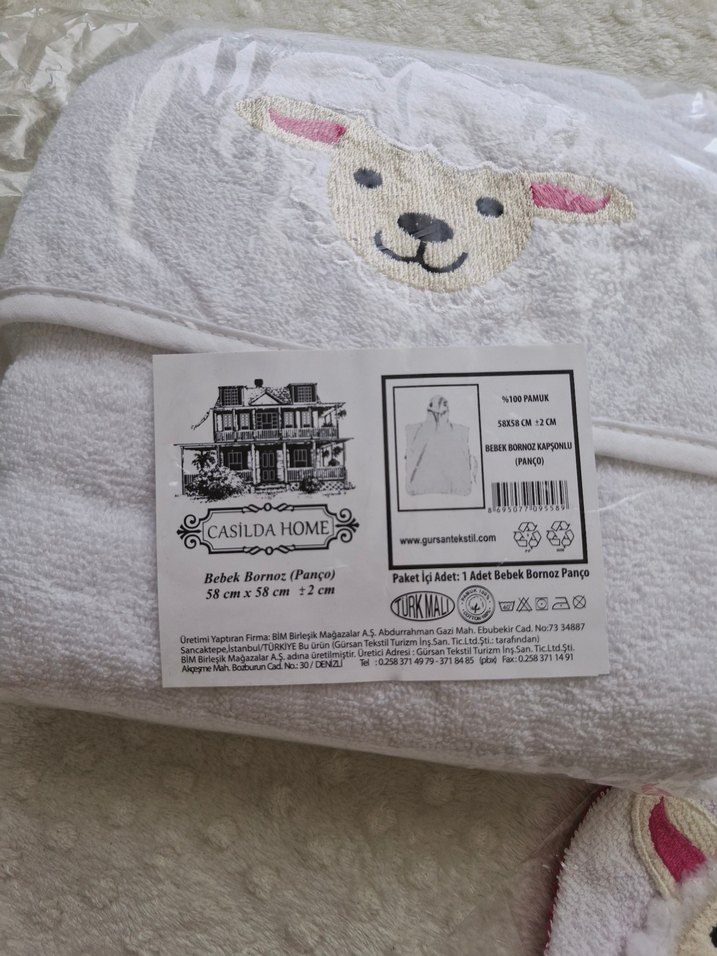 CASİLDA HOME
Bebek Bornoz (Panço)
58 cm x 58 cm ±2 cm
%100 PAMUK
58X58 CM ±2 CM
BEBEK BORNOZ KAPŞONLU
(PANÇO)
8 695077 095589
www.gursantekstil.com
Paket İçi Adet: 1 Adet Bebek Bornoz Panço
TÜRK MALI
PAMUK 100%
Üretimi Yaptıran Firma: BİM Birleşik Mağazalar A.Ş. Abdurrahman Gazi Mah. Ebubekir Cad. No:73 34887
Sancaktepe,İstanbul/TÜRKİYE Bu ürün (Gürsan Tekstil Turizm İnş.San. Tic.Ltd.Şti.: tarafından)
BİM Birleşik Mağazalar A.Ş. adına üretilmiştir. Üretici Adresi : Gürsan Tekstil Turizm İnş.San. Tic.Ltd.Şti.
Akçeşme Mah. Bozburun Cad. No.: 30 / DENİZLİ Tel : 0.258 371 49 79 - 371 84 85 (pbx) Fax : 0.258 371 14 91